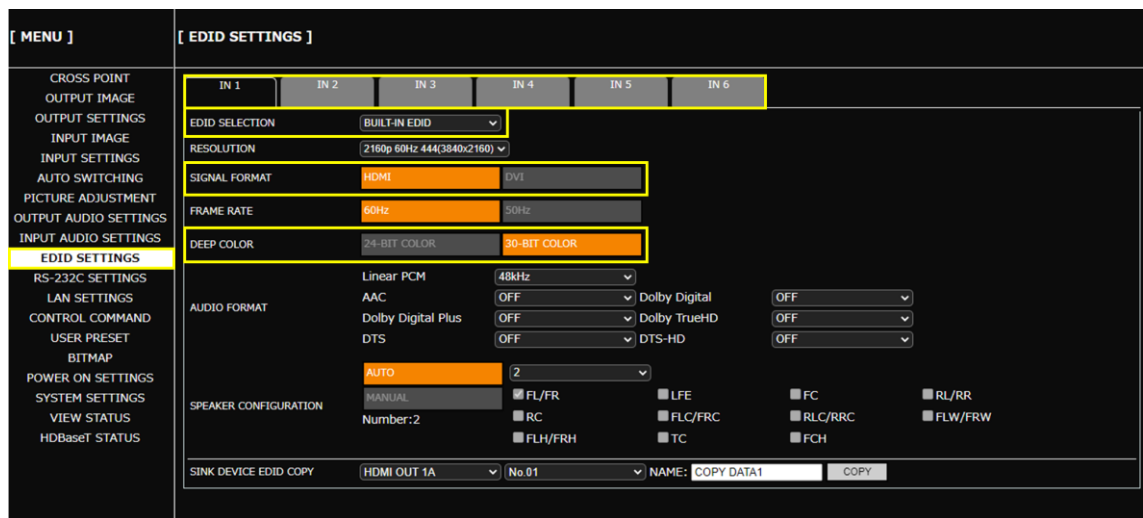 [ MENU ]
[ EDID SETTINGS ]
CROSS POINT
OUTPUT IMAGE
OUTPUT SETTINGS
INPUT IMAGE
INPUT SETTINGS
AUTO SWITCHING
PICTURE ADJUSTMENT
OUTPUT AUDIO SETTINGS
INPUT AUDIO SETTINGS
EDID SETTINGS
RS-232C SETTINGS
LAN SETTINGS
CONTROL COMMAND
USER PRESET
BITMAP
POWER ON SETTINGS
SYSTEM SETTINGS
VIEW STATUS
HDBaseT STATUS
IN 1 IN 2 IN 3 IN 4 IN 5 IN 6
EDID SELECTION BUILT-IN EDID
RESOLUTION 2160p 60Hz 444(3840x2160)
SIGNAL FORMAT HDMI DVI
FRAME RATE 60Hz 50Hz
DEEP COLOR 24-BIT COLOR 30-BIT COLOR
AUDIO FORMAT
Linear PCM 48kHz
AAC OFF Dolby Digital OFF
Dolby Digital Plus OFF Dolby TrueHD OFF
DTS OFF DTS-HD OFF
SPEAKER CONFIGURATION
AUTO 2
MANUAL FL/FR LFE FC RL/RR
Number:2 RC FLC/FRC RLC/RRC FLW/FRW
FLH/FRH TC FCH
SINK DEVICE EDID COPY HDMI OUT 1A No.01 NAME: COPY DATA1 COPY